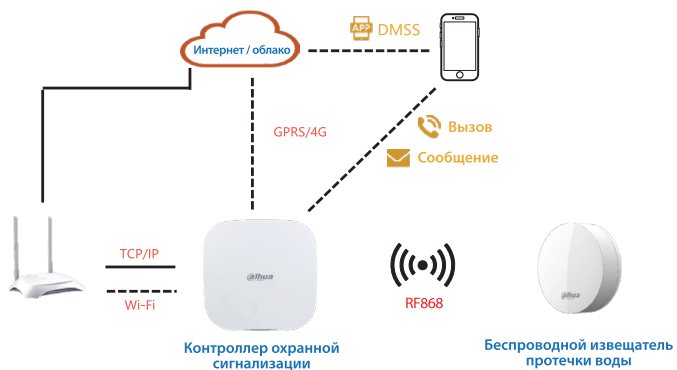 APP DMSS
Интернет / облако
GPRS/4G
Вызов
Сообщение
TCP/IP
Wi-Fi
alhua
RF868
alhua
Контроллер охранной
сигнализации
Беспроводной извещатель
протечки воды